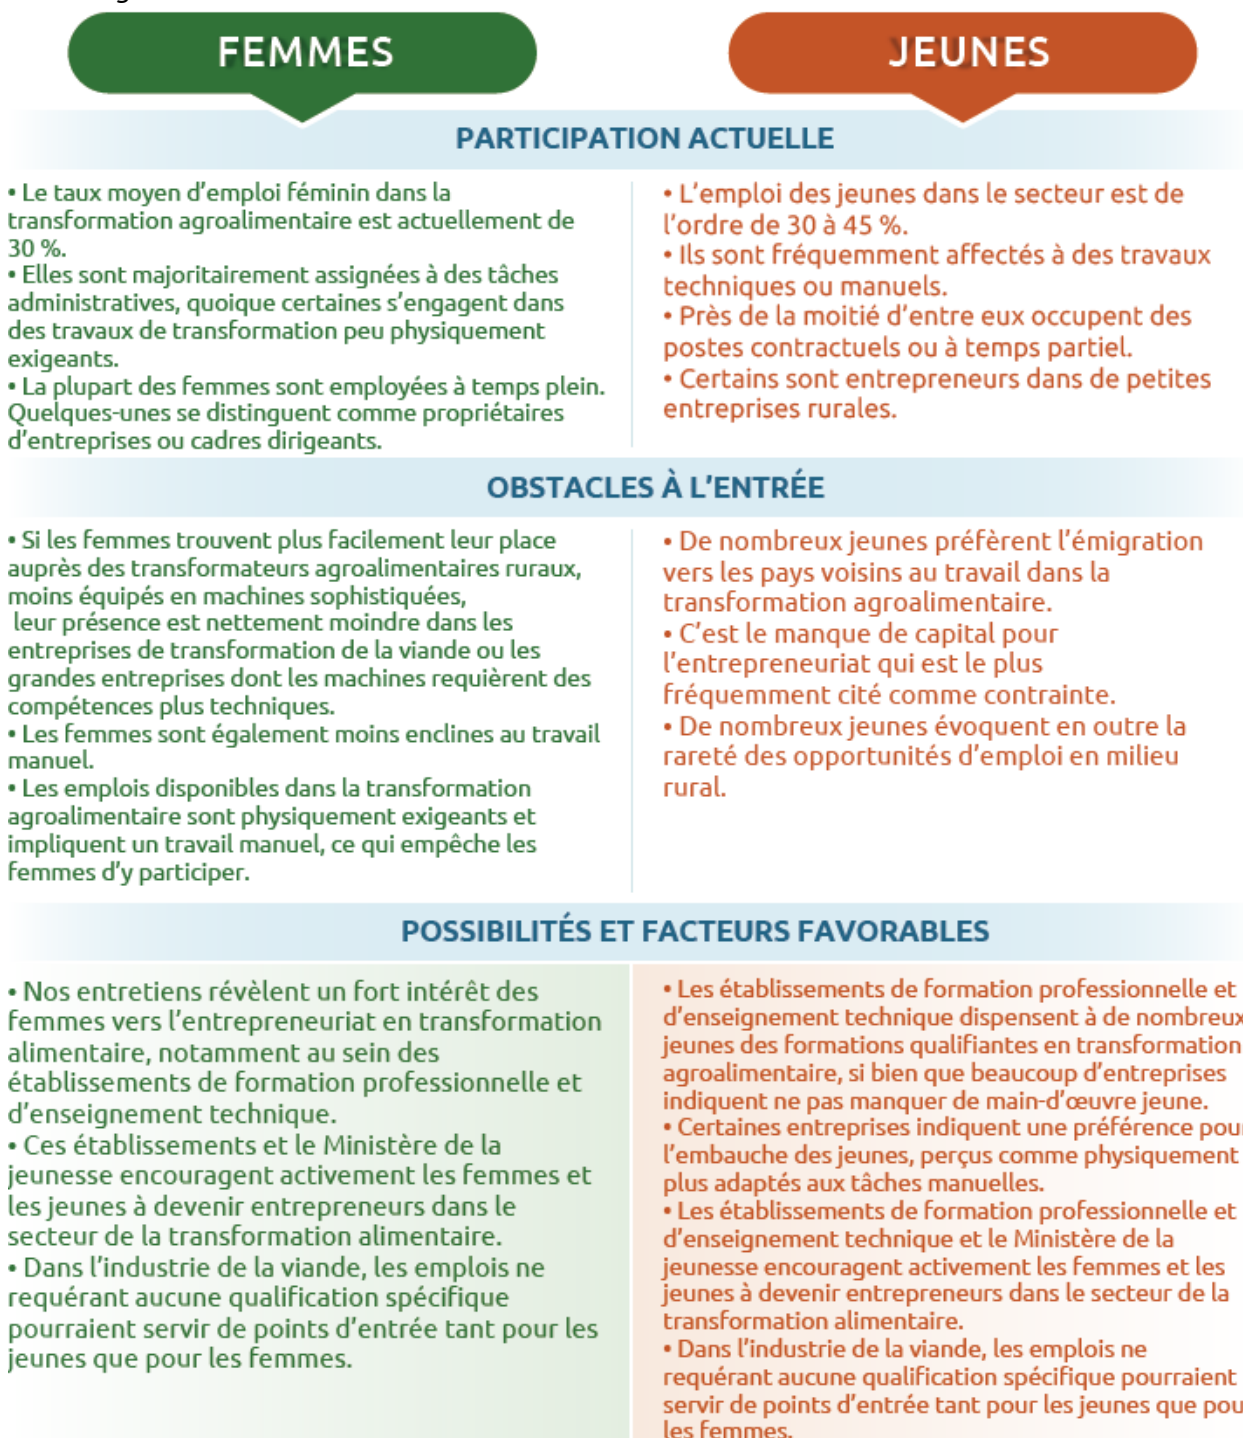 FEMMES
JEUNES
PARTICIPATION ACTUELLE
• Le taux moyen d’emploi féminin dans la
transformation agroalimentaire est actuellement de
30 %.
• Elles sont majoritairement assignées à des tâches
administratives, quoique certaines s’engagent dans
des travaux de transformation peu physiquement
exigeants.
• La plupart des femmes sont employées à temps plein.
Quelques-unes se distinguent comme propriétaires
d’entreprises ou cadres dirigeants.
• L’emploi des jeunes dans le secteur est de
l’ordre de 30 à 45 %.
• Ils sont fréquemment affectés à des travaux
techniques ou manuels.
• Près de la moitié d’entre eux occupent des
postes contractuels ou à temps partiel.
• Certains sont entrepreneurs dans de petites
entreprises rurales.
OBSTACLES À L’ENTRÉE
• Si les femmes trouvent plus facilement leur place
auprès des transformateurs agroalimentaires ruraux,
moins équipés en machines sophistiquées,
leur présence est nettement moindre dans les
entreprises de transformation de la viande ou les
grandes entreprises dont les machines requièrent des
compétences plus techniques.
• Les femmes sont également moins enclines au travail
manuel.
• Les emplois disponibles dans la transformation
agroalimentaire sont physiquement exigeants et
impliquent un travail manuel, ce qui empêche les
femmes d’y participer.
• De nombreux jeunes préfèrent l’émigration
vers les pays voisins au travail dans la
transformation agroalimentaire.
• C’est le manque de capital pour
l’entrepreneuriat qui est le plus
fréquemment cité comme contrainte.
• De nombreux jeunes évoquent en outre la
rareté des opportunités d’emploi en milieu
rural.
POSSIBILITÉS ET FACTEURS FAVORABLES
• Nos entretiens révèlent un fort intérêt des
femmes vers l’entrepreneuriat en transformation
alimentaire, notamment au sein des
établissements de formation professionnelle et
d’enseignement technique.
• Ces établissements et le Ministère de la
jeunesse encouragent activement les femmes et
les jeunes à devenir entrepreneurs dans le
secteur de la transformation alimentaire.
• Dans l’industrie de la viande, les emplois ne
requérant aucune qualification spécifique
pourraient servir de points d’entrée tant pour les
jeunes que pour les femmes.
• Les établissements de formation professionnelle et
d’enseignement technique dispensent à de nombreux
jeunes des formations qualifiantes en transformation
agroalimentaire, si bien que beaucoup d’entreprises
indiquent ne pas manquer de main-d’œuvre jeune.
• Certaines entreprises indiquent une préférence pour
l’embauche des jeunes, perçus comme physiquement
plus adaptés aux tâches manuelles.
• Les établissements de formation professionnelle et
d’enseignement technique et le Ministère de la
jeunesse encouragent activement les femmes et les
jeunes à devenir entrepreneurs dans le secteur de la
transformation alimentaire.
• Dans l’industrie de la viande, les emplois ne
requérant aucune qualification spécifique pourraient
servir de points d’entrée tant pour les jeunes que pou
les femmes.